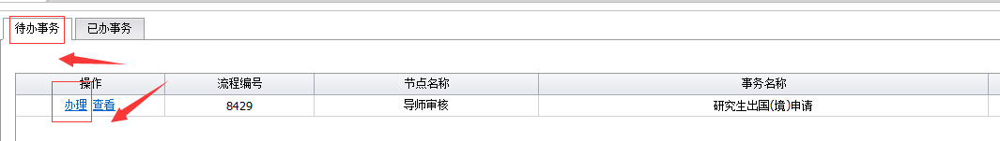 待办事务 已办事务
操作 流程编号 节点名称 事务名称
办理 查看 8429 导师审核 研究生出国(境)申请